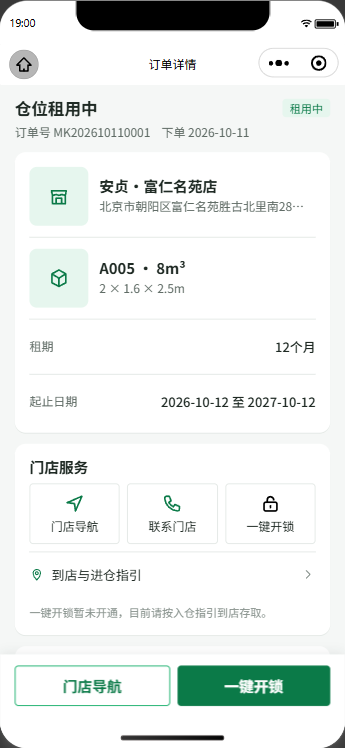 19:00
订单详情
仓位租用中
租用中
订单号 MK202610110001 下单 2026-10-11
安贞·富仁名苑店
北京市朝阳区富仁名苑胜古北里南28…
A005 · 8m³
2 × 1.6 × 2.5m
租期 12个月
起止日期 2026-10-12 至 2027-10-12
门店服务
门店导航 联系门店 一键开锁
到店与进仓指引
一键开锁暂未开通，目前请按入仓指引到店存取。
门店导航 一键开锁